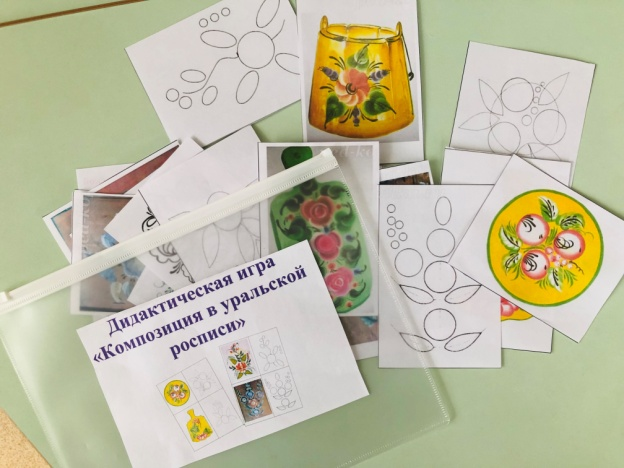 Дидактическая игра
«Композиция в уральской
росписи»